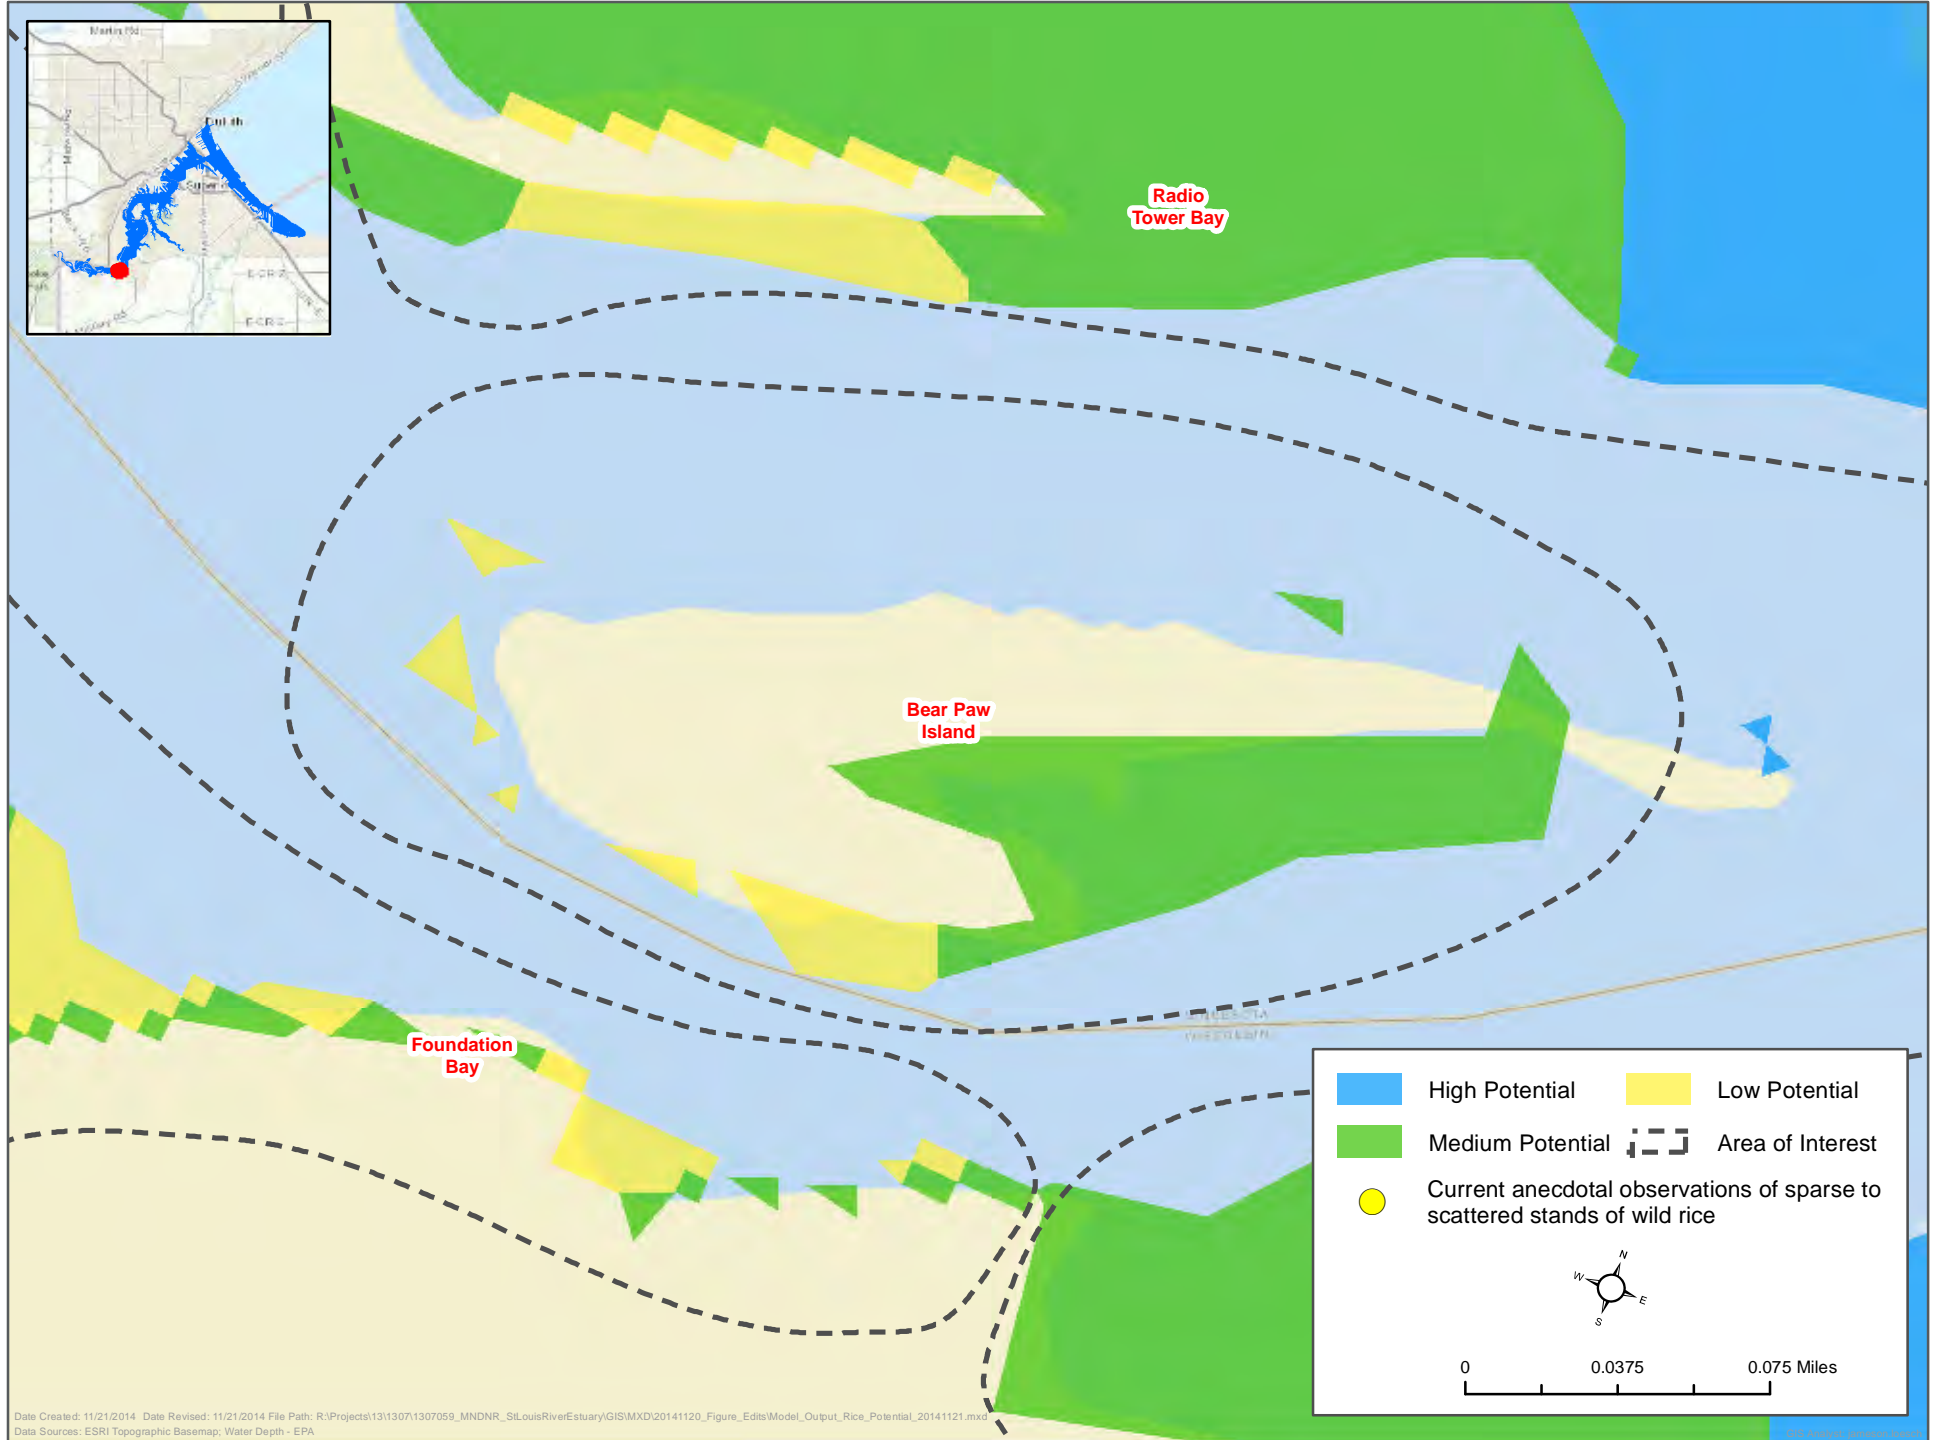 Martin Rd
Radio
Tower Bay
Bear Paw
Island
Foundation
Bay
High Potential
Low Potential
Medium Potential
Area of Interest
Current anecdotal observations of sparse to
scattered stands of wild rice
N
W
E
S
0 0.0375 0.075 Miles
Date Created: 11/21/2014 Date Revised: 11/21/2014 File Path: R:\Projects\13\1307\1307059_MNDNR_StLouisRiverEstuary\GIS\MXD\20141120_Figure_Edits\Model_Output_Rice_Potential_20141121.mxd
Data Sources: ESRI Topographic Basemap; Water Depth - EPA